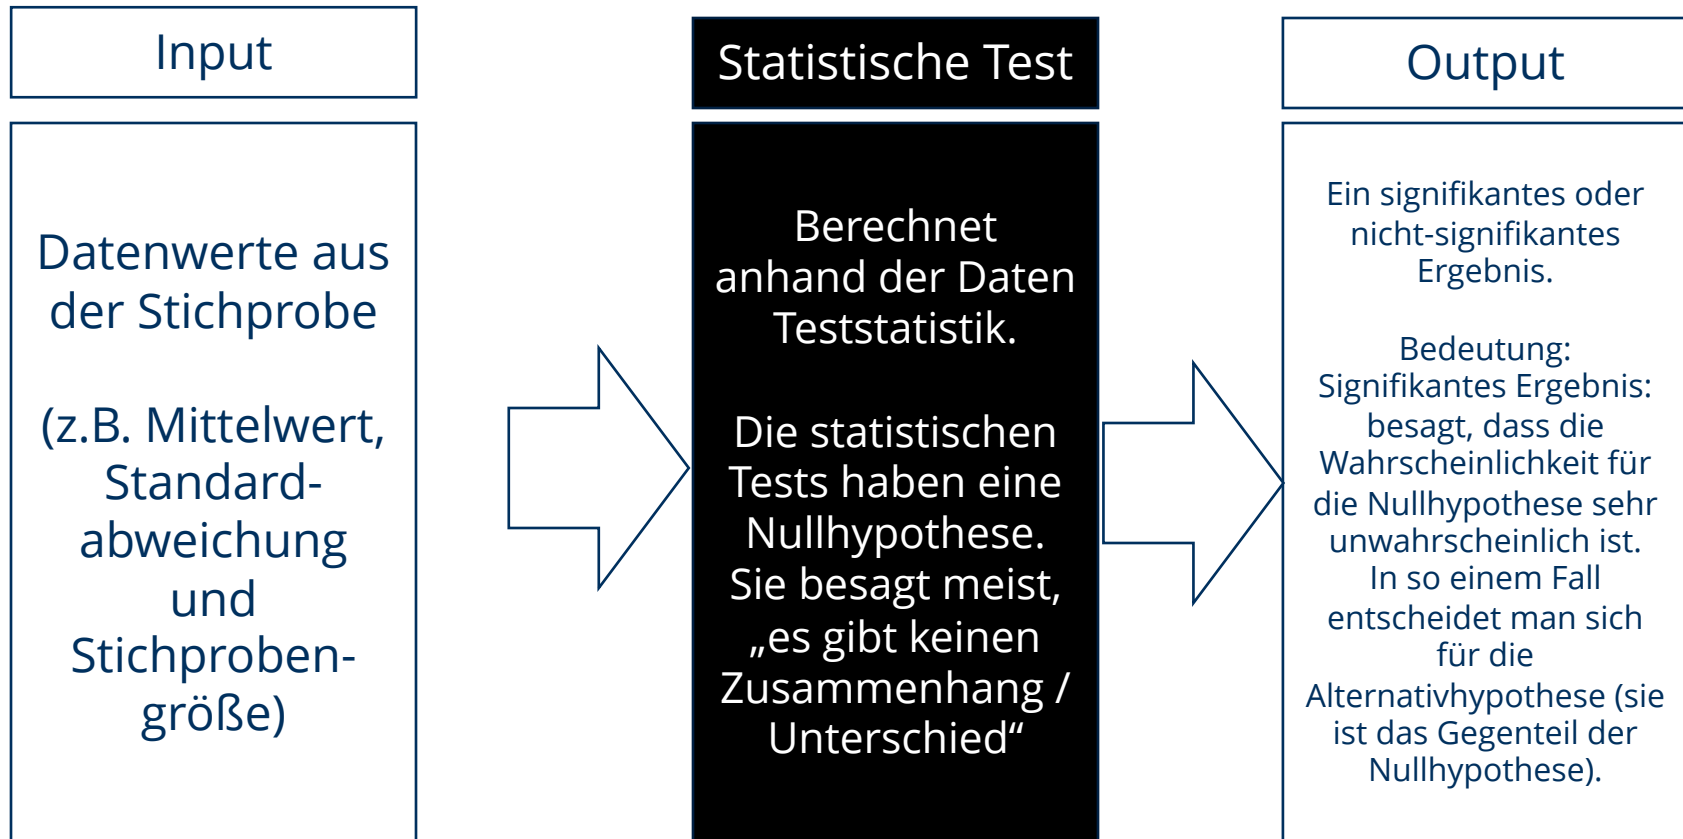 Input
Datenwerte aus
der Stichprobe
(z.B. Mittelwert,
Standard-
abweichung
und
Stichproben-
größe)
Statistische Test
Berechnet
anhand der Daten
Teststatistik.
Die statistischen
Tests haben eine
Nullhypothese.
Sie besagt meist,
„es gibt keinen
Zusammenhang /
Unterschied“
Output
Ein signifikantes oder
nicht-signifikantes
Ergebnis.
Bedeutung:
Signifikantes Ergebnis:
besagt, dass die
Wahrscheinlichkeit für
die Nullhypothese sehr
unwahrscheinlich ist.
In so einem Fall
entscheidet man sich
für die
Alternativhypothese (sie
ist das Gegenteil der
Nullhypothese).